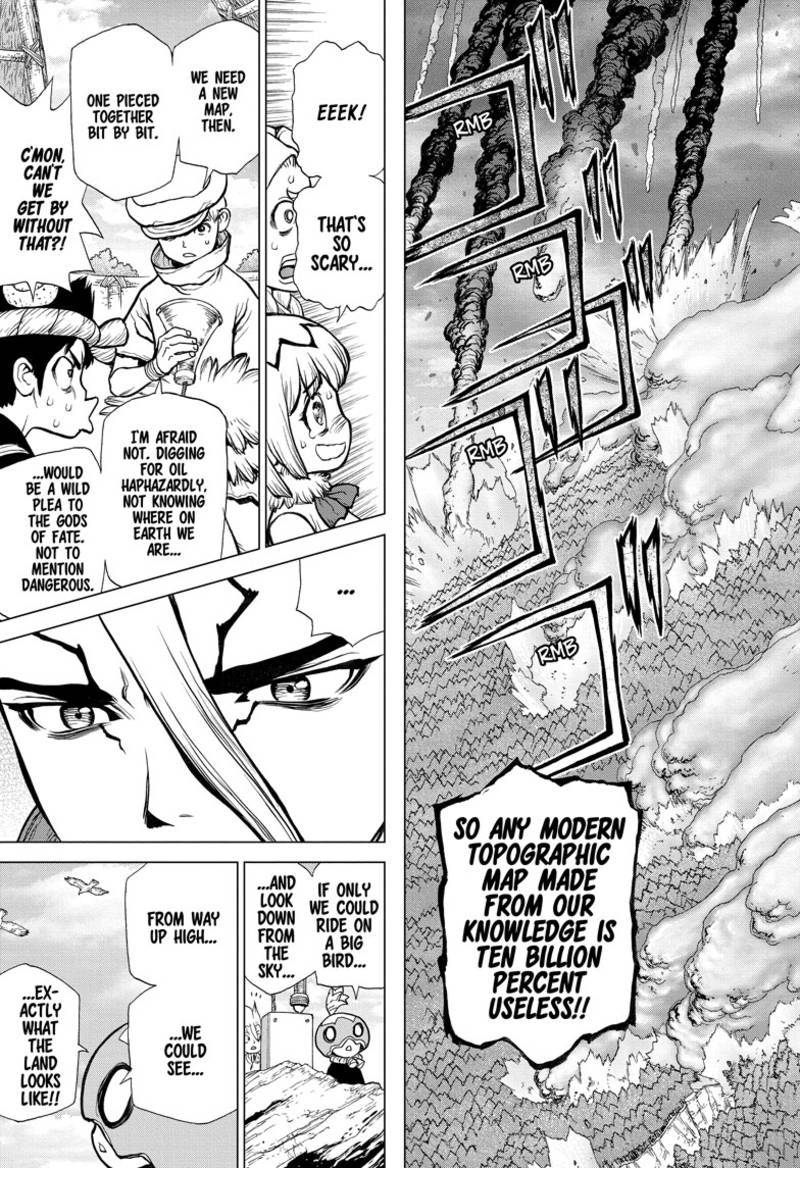 RMB
RMB
RMB
RMB
SO ANY MODERN
TOPOGRAPHIC
MAP MADE
FROM OUR
KNOWLEDGE IS
TEN BILLION
PERCENT
USELESS!!
EEEK!
THAT'S
SO
SCARY...
WE NEED
A NEW
MAP,
THEN.
ONE PIECED
TOGETHER
BIT BY BIT.
C'MON,
CAN'T
WE
GET BY
WITHOUT
THAT?!
I'M AFRAID
NOT. DIGGING
FOR OIL
HAPHAZARDLY,
NOT KNOWING
WHERE ON
EARTH WE
ARE...
...WOULD
BE A WILD
PLEA TO
THE GODS
OF FATE.
NOT TO
MENTION
DANGEROUS.
...
IF ONLY
WE COULD
RIDE ON
A BIG
BIRD...
...AND
LOOK
DOWN
FROM
THE
SKY...
FROM WAY
UP HIGH...
...WE
COULD
SEE...
...EX-
ACTLY
WHAT
THE
LAND
LOOKS
LIKE!!